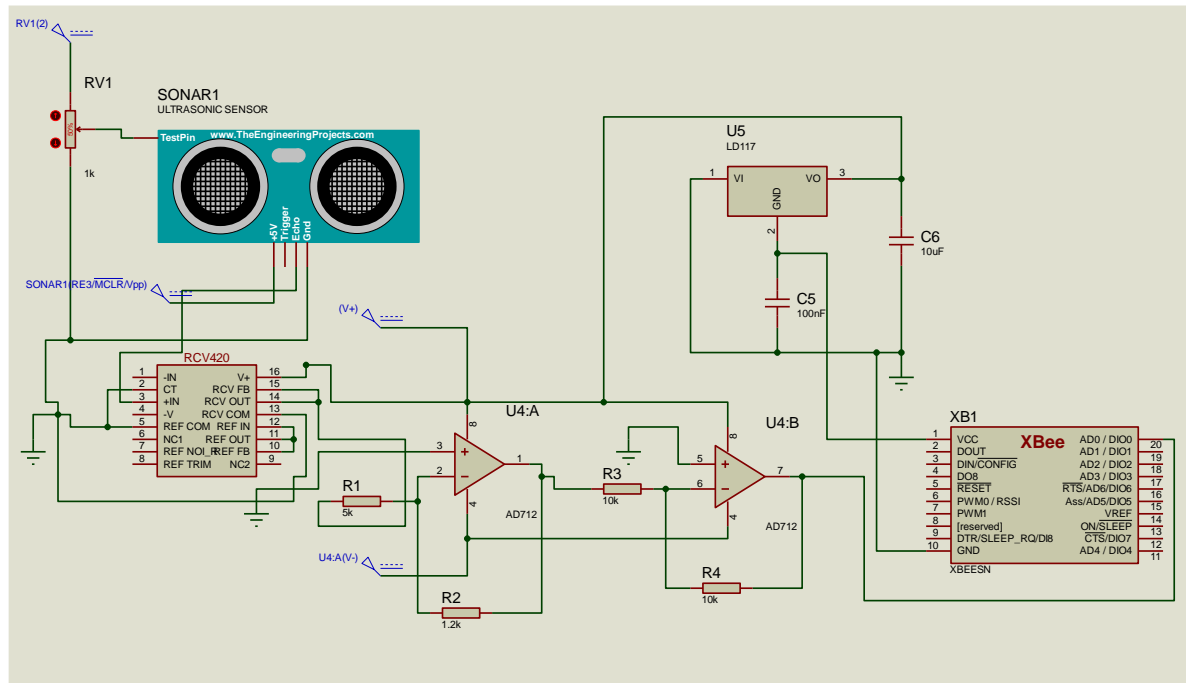 RV1(2)
RV1
50%
1k
SONAR1
ULTRASONIC SENSOR
TestPin
www.TheEngineeringProjects.com
+5V
Trigger
Echo
Gnd
SONAR1(RE3/MCLR/Vpp)
(V+)
RCV420
1 -IN V+ 16
2 CT RCV FB 15
3 +IN RCV OUT 14
4 -V RCV COM 13
5 REF COM REF IN 12
6 NC1 REF OUT 11
7 REF NOI_R REF FB 10
8 REF TRIM NC2 9
R1
5k
U4:A
3
2
1
8
4
AD712
U4:A(V-)
R2
1.2k
R3
10k
U4:B
5
6
7
8
4
AD712
R4
10k
U5
LD117
1 VI VO 3
GND
2
C5
100nF
C6
10uF
XB1
XBee
1 VCC AD0 / DIO0 20
2 DOUT AD1 / DIO1 19
3 DIN/CONFIG AD2 / DIO2 18
4 DO8 AD3 / DIO3 17
5 RESET RTS/AD6/DIO6 16
6 PWM0 / RSSI Ass/AD5/DIO5 15
7 PWM1 VREF 14
8 [reserved] ON/SLEEP 13
9 DTR/SLEEP_RQ/DI8 CTS/DIO7 12
10 GND AD4 / DIO4 11
XBEESN